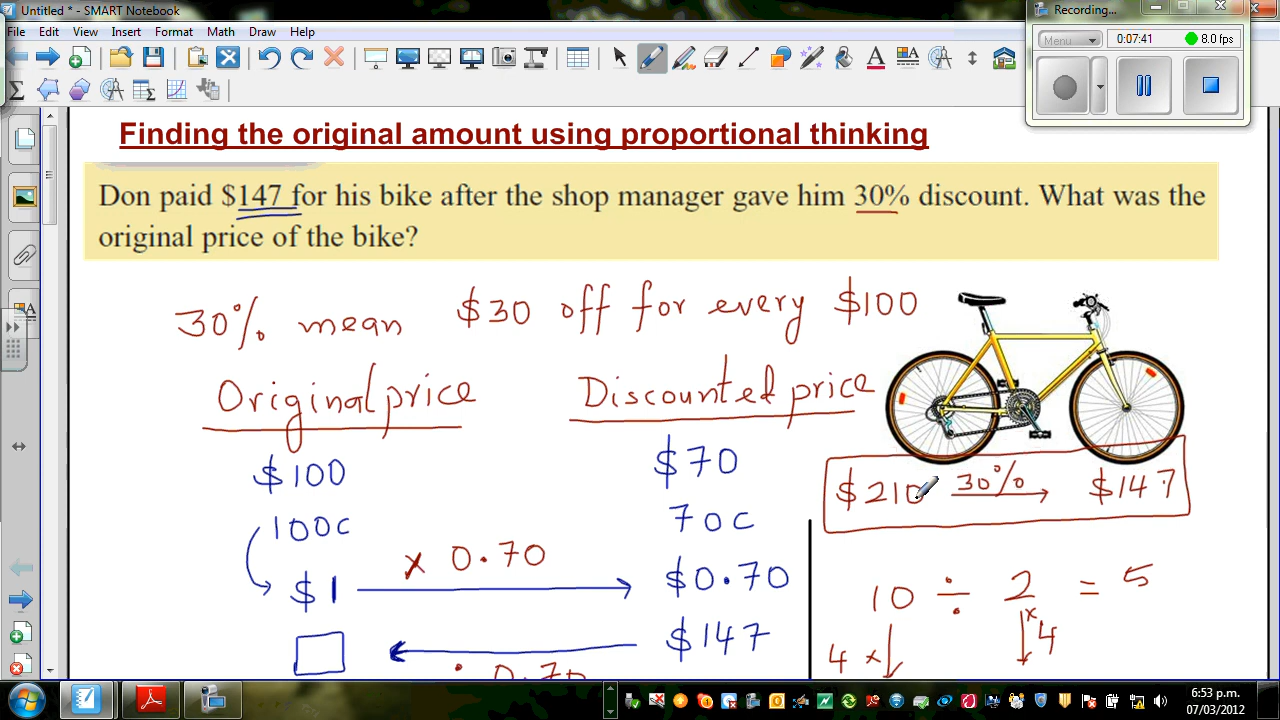 Untitled * - SMART Notebook
File Edit View Insert Format Math Draw Help
Recording...
Menu
0:07:41
8.0 fps
Finding the original amount using proportional thinking
Don paid $147 for his bike after the shop manager gave him 30% discount. What was the
original price of the bike?
30% mean $30 off for every $100
Original price Discounted price
$100 $70
$210 30% $147
100c 70c
× 0.70
$1 $0.70
10 ÷ 2 = 5
$147
4 × × 4
÷ 0.70
6:53 p.m.
07/03/2012